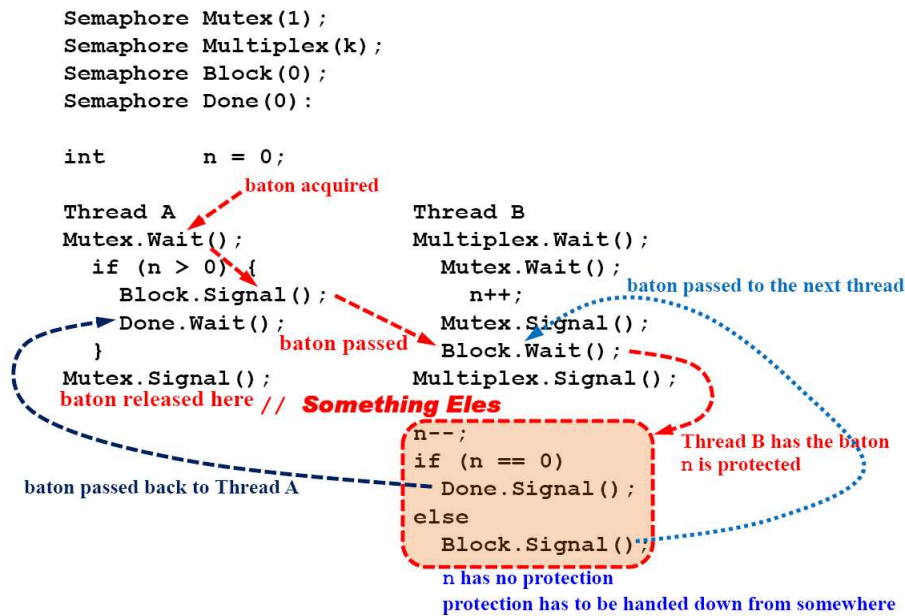 Semaphore Mutex(1);
Semaphore Multiplex(k);
Semaphore Block(0);
Semaphore Done(0):
int n = 0;
baton acquired
Thread A
Mutex.Wait();
if (n > 0) {
Block.Signal();
Done.Wait();
}
Mutex.Signal();
baton released here
baton passed
Thread B
Multiplex.Wait();
Mutex.Wait();
n++;
Mutex.Signal();
Block.Wait();
Multiplex.Signal();
baton passed to the next thread
// Something Eles
n--;
if (n == 0)
Done.Signal();
else
Block.Signal();
Thread B has the baton
n is protected
baton passed back to Thread A
n has no protection
protection has to be handed down from somewhere